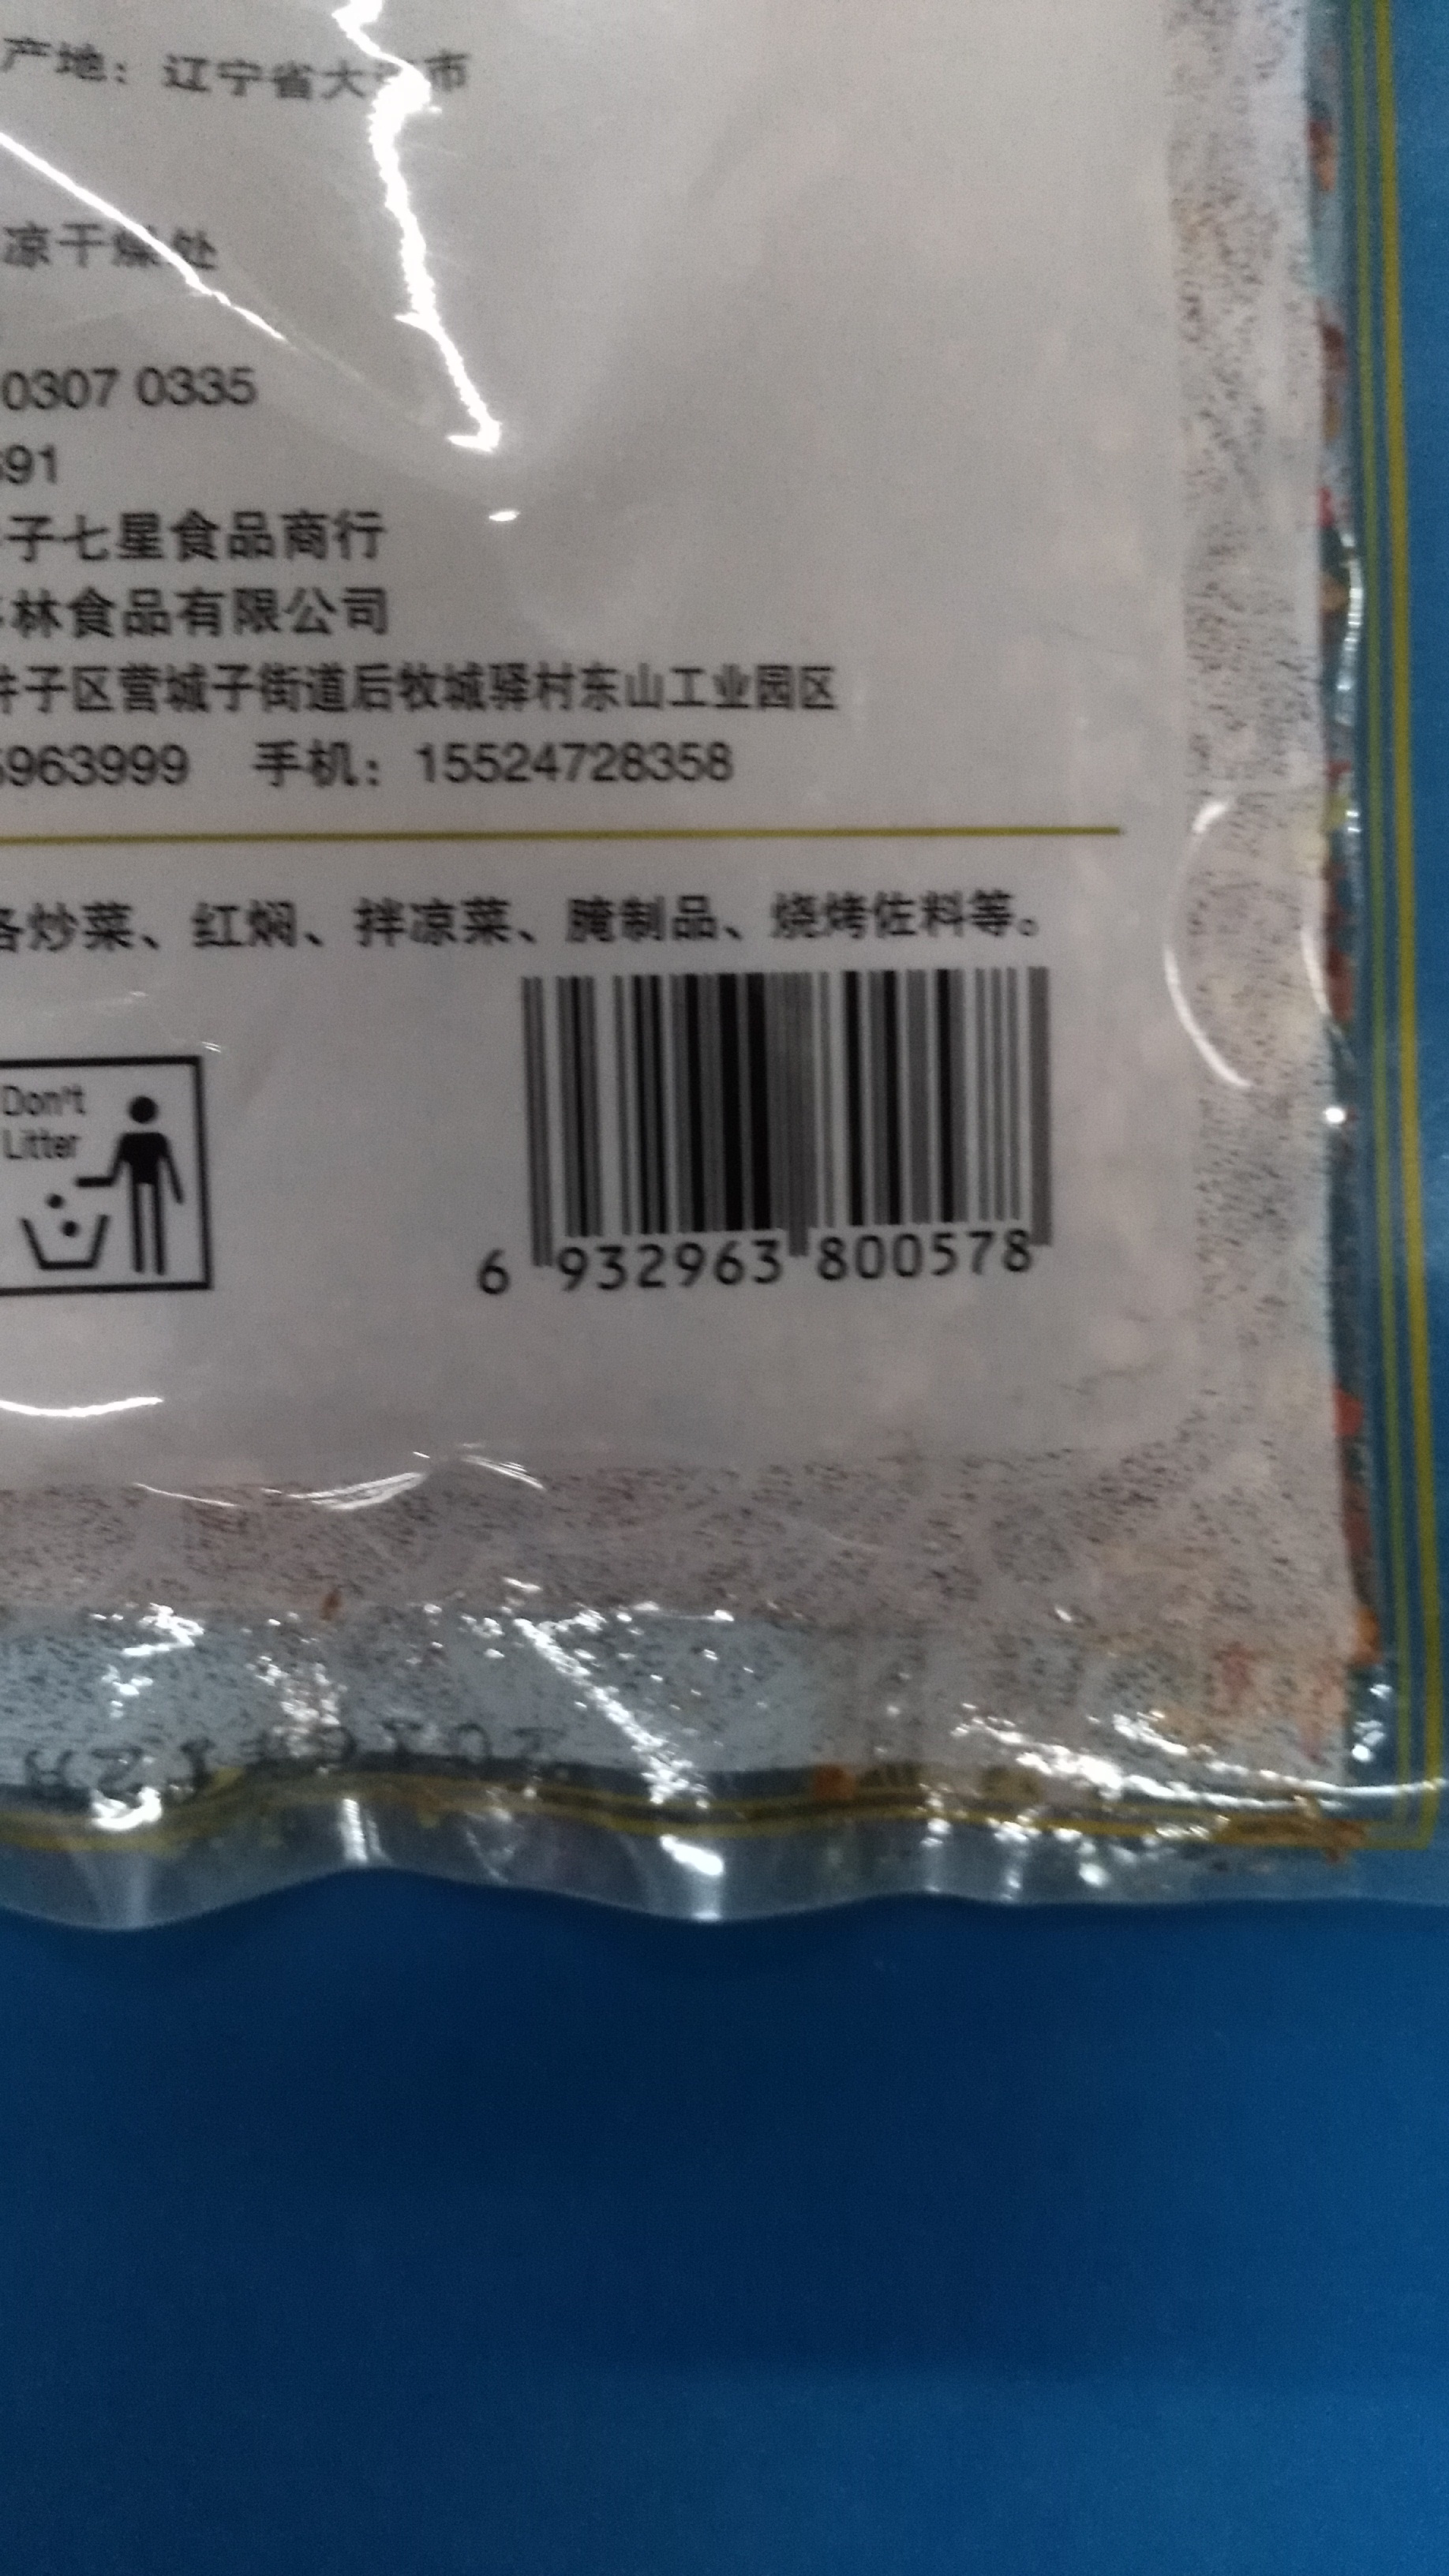 产地：辽宁省大市
凉干燥处
0307 0335
691
子七星食品商行
林食品有限公司
井子区营城子街道后牧城驿村东山工业园区
5963999 手机：15524728358
各炒菜、红焖、拌凉菜、腌制品、烧烤佐料等。
Don't
Litter
6 932963 800578